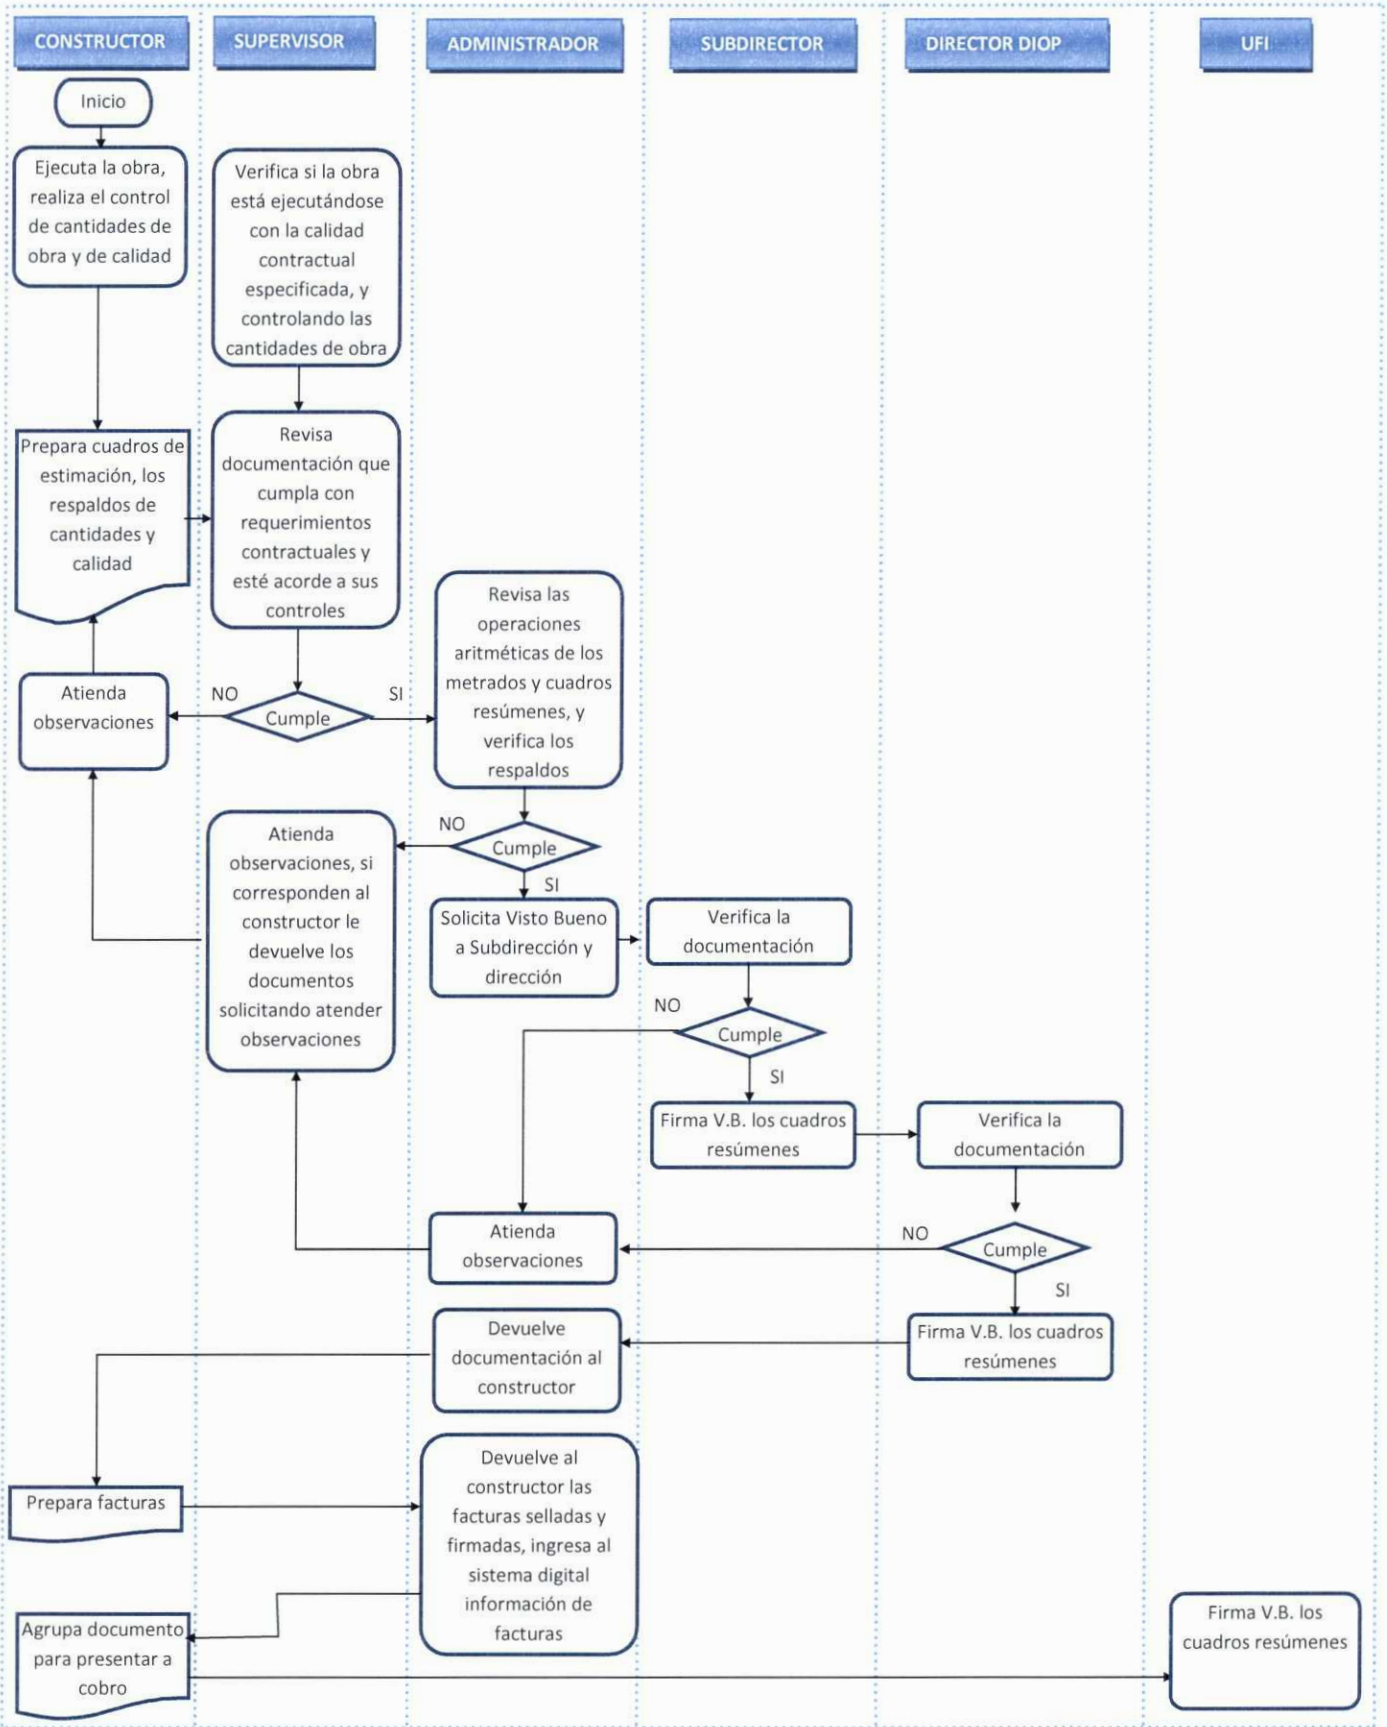 CONSTRUCTOR
SUPERVISOR
ADMINISTRADOR
SUBDIRECTOR
DIRECTOR DIOP
UFI
Inicio
Ejecuta la obra,
realiza el control
de cantidades de
obra y de calidad
Verifica si la obra
está ejecutándose
con la calidad
contractual
especificada, y
controlando las
cantidades de obra
Prepara cuadros de
estimación, los
respaldos de
cantidades y
calidad
Revisa
documentación que
cumpla con
requerimientos
contractuales y
esté acorde a sus
controles
Revisa las
operaciones
aritméticas de los
metrados y cuadros
resúmenes, y
verifica los
respaldos
Atienda
observaciones
NO
Cumple
SI
Atienda
observaciones, si
corresponden al
constructor le
devuelve los
documentos
solicitando atender
observaciones
NO
Cumple
SI
Solicita Visto Bueno
a Subdirección y
dirección
Verifica la
documentación
NO
Cumple
SI
Firma V.B. los cuadros
resúmenes
Verifica la
documentación
Atienda
observaciones
NO
Cumple
SI
Devuelve
documentación al
constructor
Firma V.B. los cuadros
resúmenes
Prepara facturas
Devuelve al
constructor las
facturas selladas y
firmadas, ingresa al
sistema digital
información de
facturas
Agrupa documento
para presentar a
cobro
Firma V.B. los
cuadros resúmenes